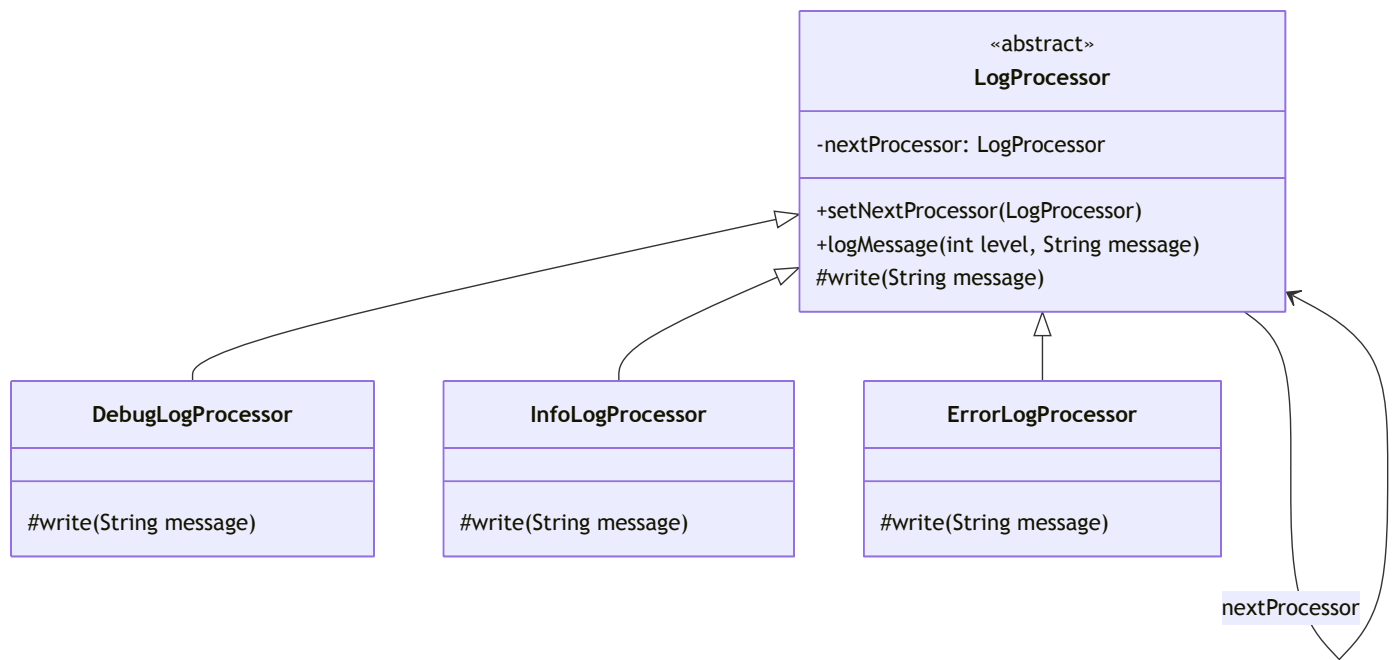 «abstract»
LogProcessor
-nextProcessor: LogProcessor
+setNextProcessor(LogProcessor)
+logMessage(int level, String message)
#write(String message)
DebugLogProcessor
#write(String message)
InfoLogProcessor
#write(String message)
ErrorLogProcessor
#write(String message)
nextProcessor